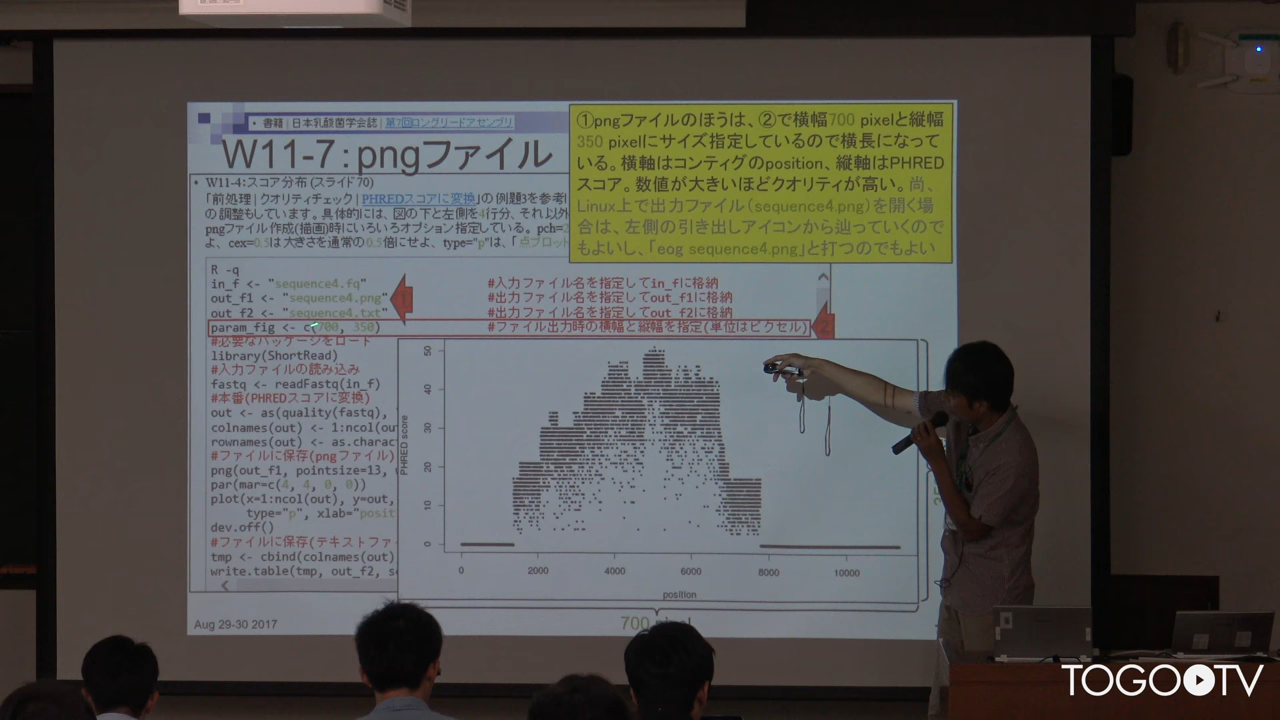 • 書籍 | 日本乳酸菌学会誌 | 第7回ロングリードアセンブリ
W11-7：pngファイル
①pngファイルのほうは、②で横幅700 pixelと縦幅
350 pixelにサイズ指定しているので横長になって
いる。横軸はコンティグのposition、縦軸はPHRED
スコア。数値が大きいほどクオリティが高い。尚、
Linux上で出力ファイル（sequence4.png）を開く場
合は、左側の引き出しアイコンから辿っていくので
もよいし、「eog sequence4.png」と打つのでもよい
• W11-4:スコア分布 (スライド70)
「前処理 | クオリティチェック | PHREDスコアに変換」の例題3を参考
の調整もしています。具体的には、図の下と左側を4行分、それ以外
pngファイル作成(描画)時にいろいろオプション指定している。pch=
よ、cex=0.5は大きさを通常の0.5倍にせよ、type="p"は、「点プロット
R -q
in_f <- "sequence4.fq" #入力ファイル名を指定してin_fに格納
out_f1 <- "sequence4.png" #出力ファイル名を指定してout_f1に格納
1
out_f2 <- "sequence4.txt" #出力ファイル名を指定してout_f2に格納
param_fig <- c(700, 350) #ファイル出力時の横幅と縦幅を指定(単位はピクセル)
2
#必要なパッケージをロード
library(ShortRead)
#入力ファイルの読み込み
fastq <- readFastq(in_f)
#本番(PHREDスコアに変換)
out <- as(quality(fastq),
colnames(out) <- 1:ncol(out)
rownames(out) <- as.charac
#ファイルに保存(pngファイル)
png(out_f1, pointsize=13,
par(mar=c(4, 4, 0, 0))
plot(x=1:ncol(out), y=out,
type="p", xlab="posit
dev.off()
#ファイルに保存(テキストファ
tmp <- cbind(colnames(out)
write.table(tmp, out_f2, s
PHRED score
50
40
30
20
10
0
0 2000 4000 6000 8000 10000
position
700 pixel
Aug 29-30 2017
TOGOTV